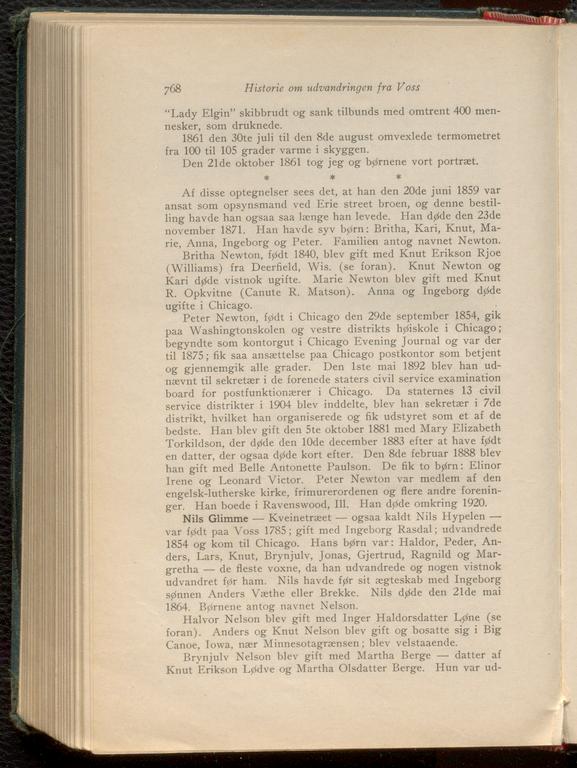 768 Historie om udvandringen fra Voss
"Lady Elgin" skibbrudt og sank tilbunds med omtrent 400 men-
nesker, som druknede.
1861 den 30te juli til den 8de august omvexlede termometret
fra 100 til 105 grader varme i skyggen.
Den 21de oktober 1861 tog jeg og børnene vort portræt.
* * *
Af disse optegnelser sees det, at han den 20de juni 1859 var
ansat som opsynsmand ved Erie street broen, og denne bestil-
ling havde han ogsaa saa længe han levede. Han døde den 23de
november 1871. Han havde syv børn: Britha, Kari, Knut, Ma-
rie, Anna, Ingeborg og Peter. Familien antog navnet Newton.
Britha Newton, født 1840, blev gift med Knut Erikson Rjoe
(Williams) fra Deerfield, Wis. (se foran). Knut Newton og
Kari døde vistnok ugifte. Marie Newton blev gift med Knut
R. Opkvitne (Canute R. Matson). Anna og Ingeborg døde
ugifte i Chicago.
Peter Newton, født i Chicago den 29de september 1854, gik
paa Washingtonskolen og vestre distrikts høiskole i Chicago;
begyndte som kontorgut i Chicago Evening Journal og var der
til 1875; fik saa ansættelse paa Chicago postkontor som betjent
og gjennemgik alle grader. Den 1ste mai 1892 blev han ud-
nævnt til sekretær i de forenede staters civil service examination
board for postfunktionærer i Chicago. Da staternes 13 civil
service distrikter i 1904 blev inddelte, blev han sekretær i 7de
distrikt, hvilket han organiserede og fik udstyret som et af de
bedste. Han blev gift den 5te oktober 1881 med Mary Elizabeth
Torkildson, der døde den 10de december 1883 efter at have født
en datter, der ogsaa døde kort efter. Den 8de februar 1888 blev
han gift med Belle Antonette Paulson. De fik to børn: Elinor
Irene og Leonard Victor. Peter Newton var medlem af den
engelsk-lutherske kirke, frimurerordenen og flere andre forenin-
ger. Han boede i Ravenswood, Ill. Han døde omkring 1920.
Nils Glimme — Kveinetræet — ogsaa kaldt Nils Hypelen —
var født paa Voss 1785; gift med Ingeborg Rasdal; udvandrede
1854 og kom til Chicago. Hans børn var: Haldor, Peder, An-
ders, Lars, Knut, Brynjulv, Jonas, Gjertrud, Ragnild og Mar-
gretha — de fleste voxne, da han udvandrede og nogen vistnok
udvandret før ham. Nils havde før sit ægteskab med Ingeborg
sønnen Anders Væthe eller Brekke. Nils døde den 21de mai
1864. Børnene antog navnet Nelson.
Halvor Nelson blev gift med Inger Haldorsdatter Løne (se
foran). Anders og Knut Nelson blev gift og bosatte sig i Big
Canoe, Iowa, nær Minnesotagrænsen; blev velstaaende.
Brynjulv Nelson blev gift med Martha Berge — datter af
Knut Erikson Lødve og Martha Olsdatter Berge. Hun var ud-